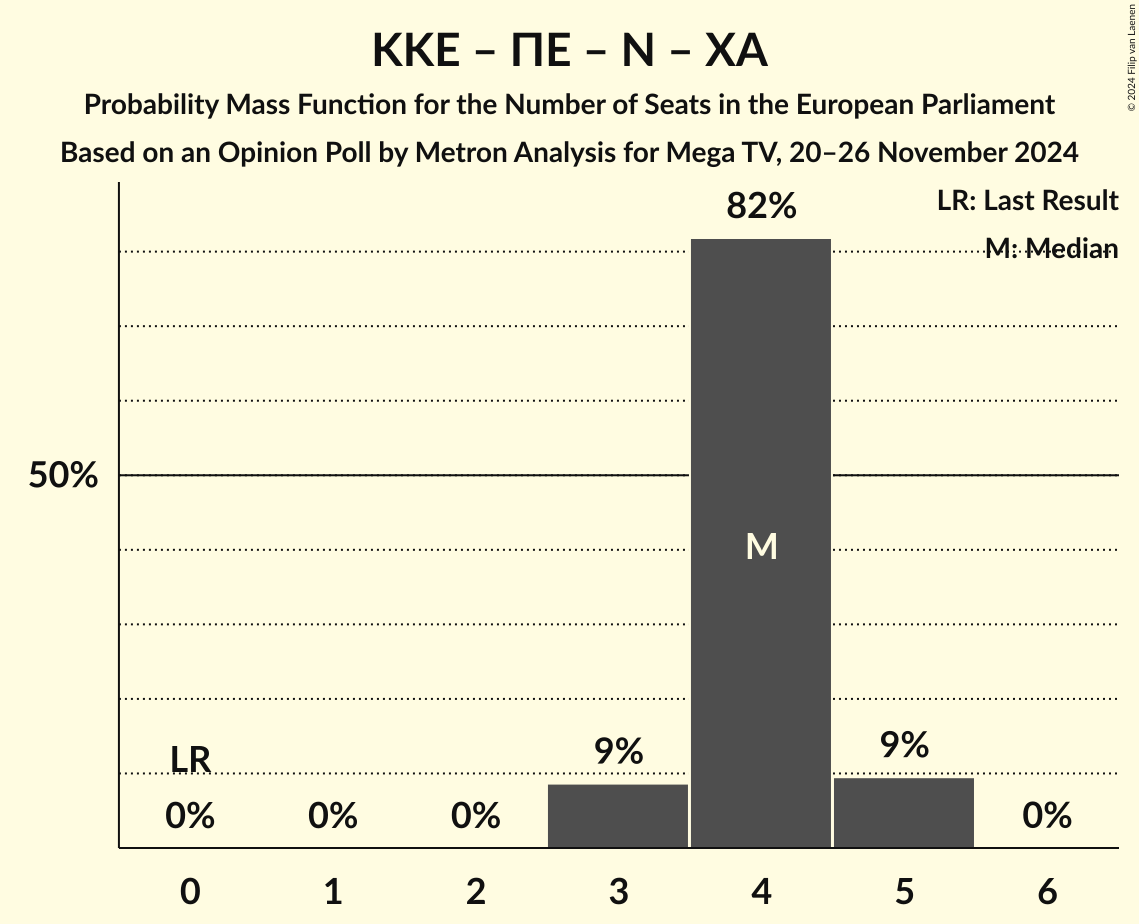 ΚΚΕ – ΠΕ – Ν – ΧΑ
Probability Mass Function for the Number of Seats in the European Parliament
Based on an Opinion Poll by Metron Analysis for Mega TV, 20–26 November 2024
© 2024 Filip van Laenen
LR: Last Result
M: Median
82%
50%
M
LR
9%
9%
0%
0%
0%
0%
0 1 2 3 4 5 6